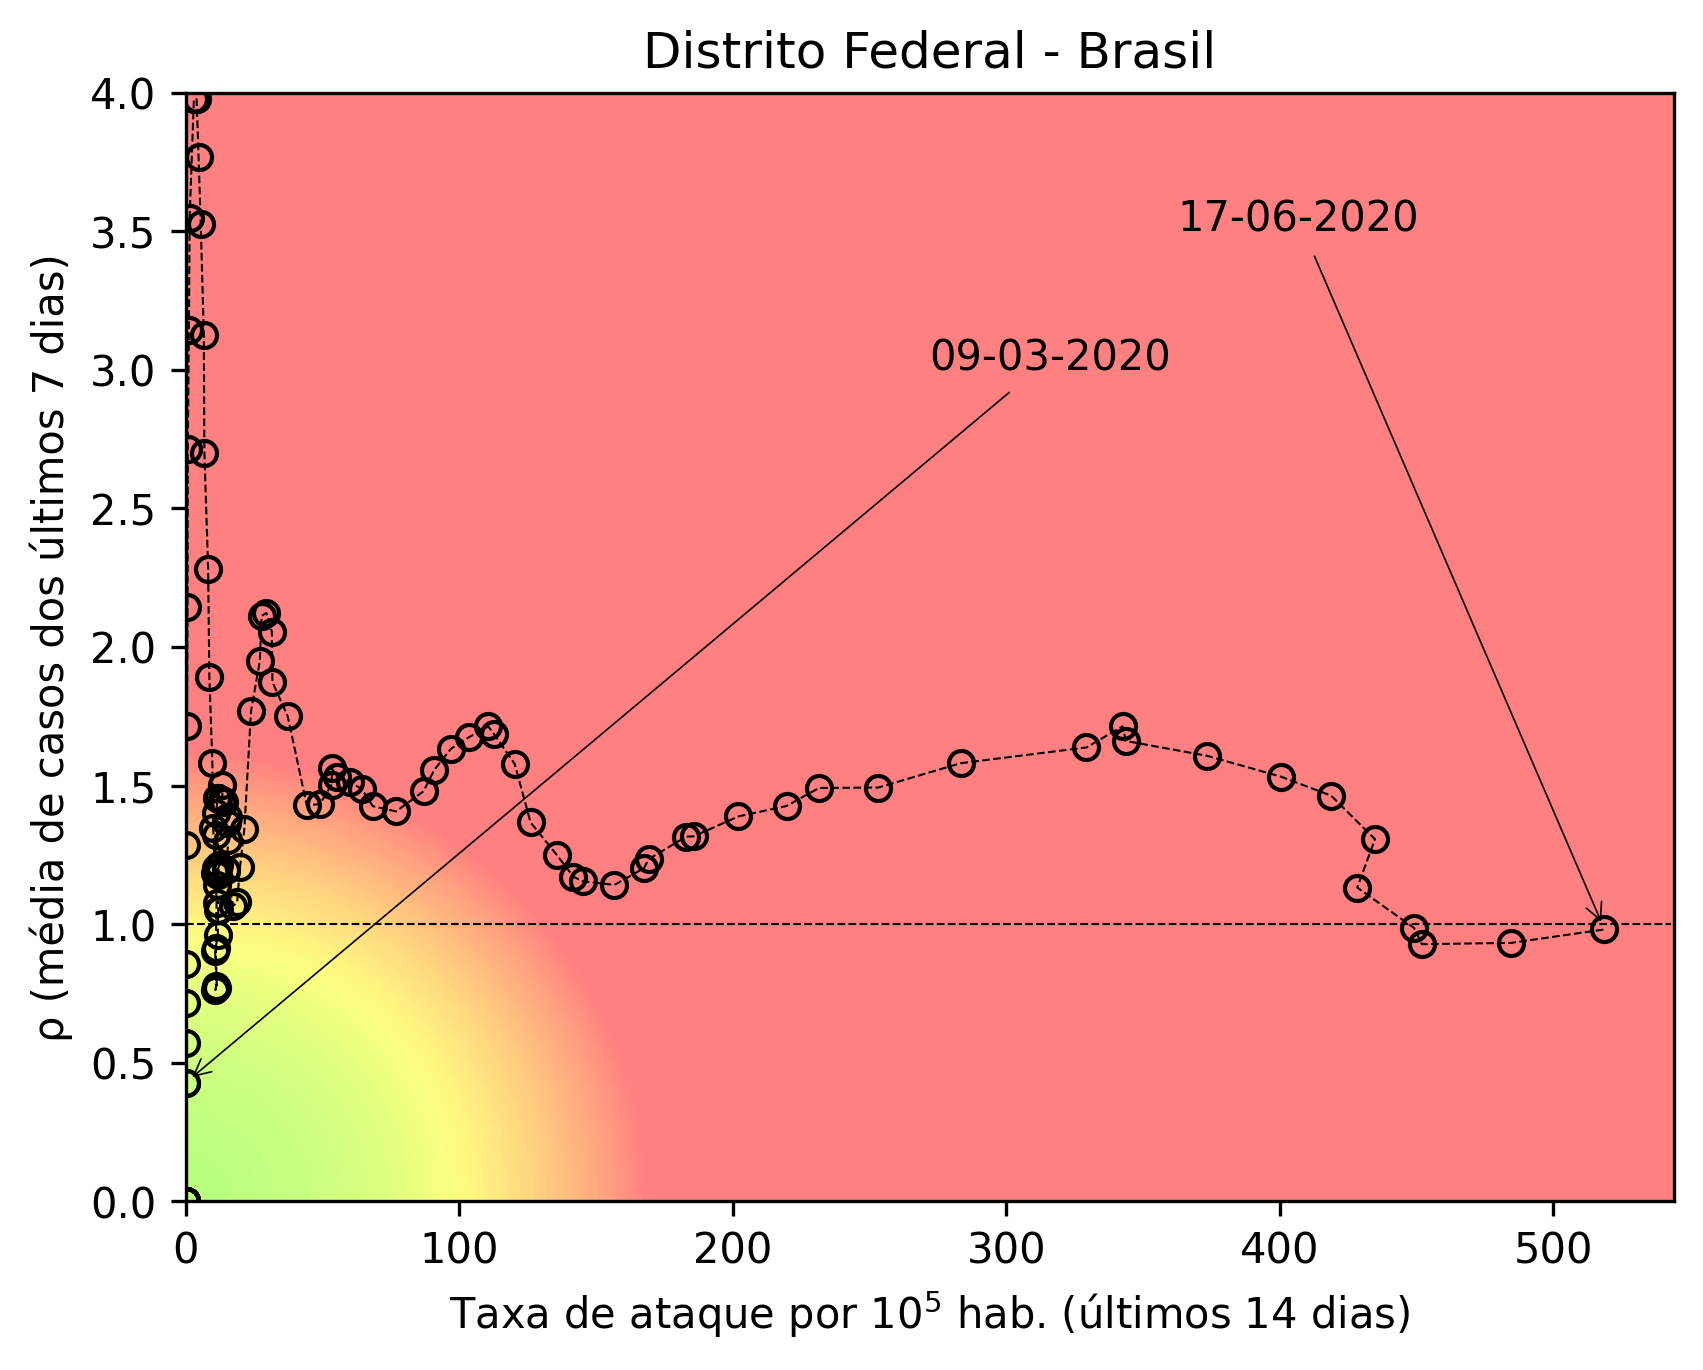 Distrito Federal - Brasil
ρ (média de casos dos últimos 7 dias)
4.0
3.5
3.0
2.5
2.0
1.5
1.0
0.5
0.0
17-06-2020
09-03-2020
0 100 200 300 400 500
Taxa de ataque por 10⁵ hab. (últimos 14 dias)